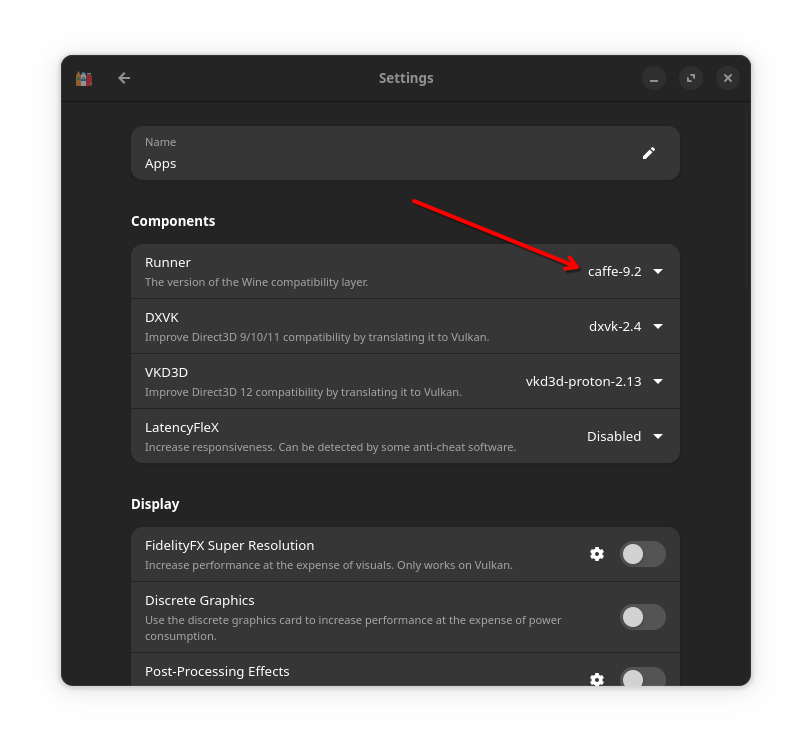 Settings
Name
Apps
Components
Runner
The version of the Wine compatibility layer.
caffe-9.2
DXVK
Improve Direct3D 9/10/11 compatibility by translating it to Vulkan.
dxvk-2.4
VKD3D
Improve Direct3D 12 compatibility by translating it to Vulkan.
vkd3d-proton-2.13
LatencyFleX
Increase responsiveness. Can be detected by some anti-cheat software.
Disabled
Display
FidelityFX Super Resolution
Increase performance at the expense of visuals. Only works on Vulkan.
Discrete Graphics
Use the discrete graphics card to increase performance at the expense of power
consumption.
Post-Processing Effects